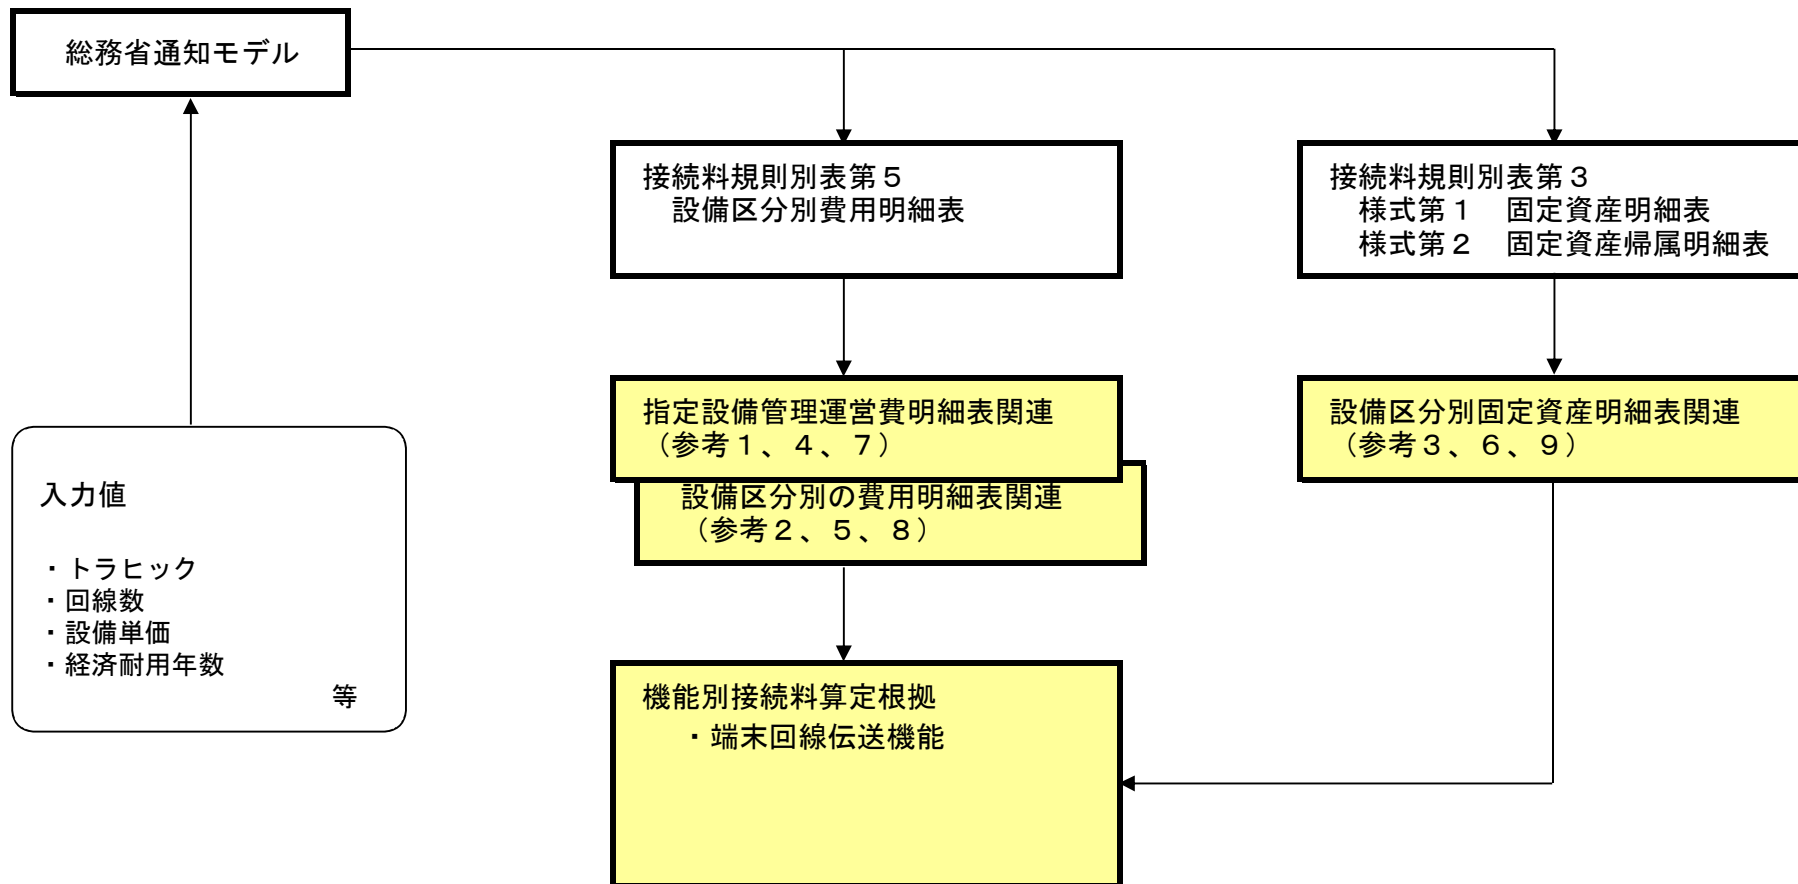 総務省通知モデル
接続料規則別表第５
設備区分別費用明細表
接続料規則別表第３
様式第１　固定資産明細表
様式第２　固定資産帰属明細表
指定設備管理運営費明細表関連
（参考１、４、７）
設備区分別の費用明細表関連
（参考２、５、８）
設備区分別固定資産明細表関連
（参考３、６、９）
入力値
・トラヒック
・回線数
・設備単価
・経済耐用年数
等
機能別接続料算定根拠
・端末回線伝送機能